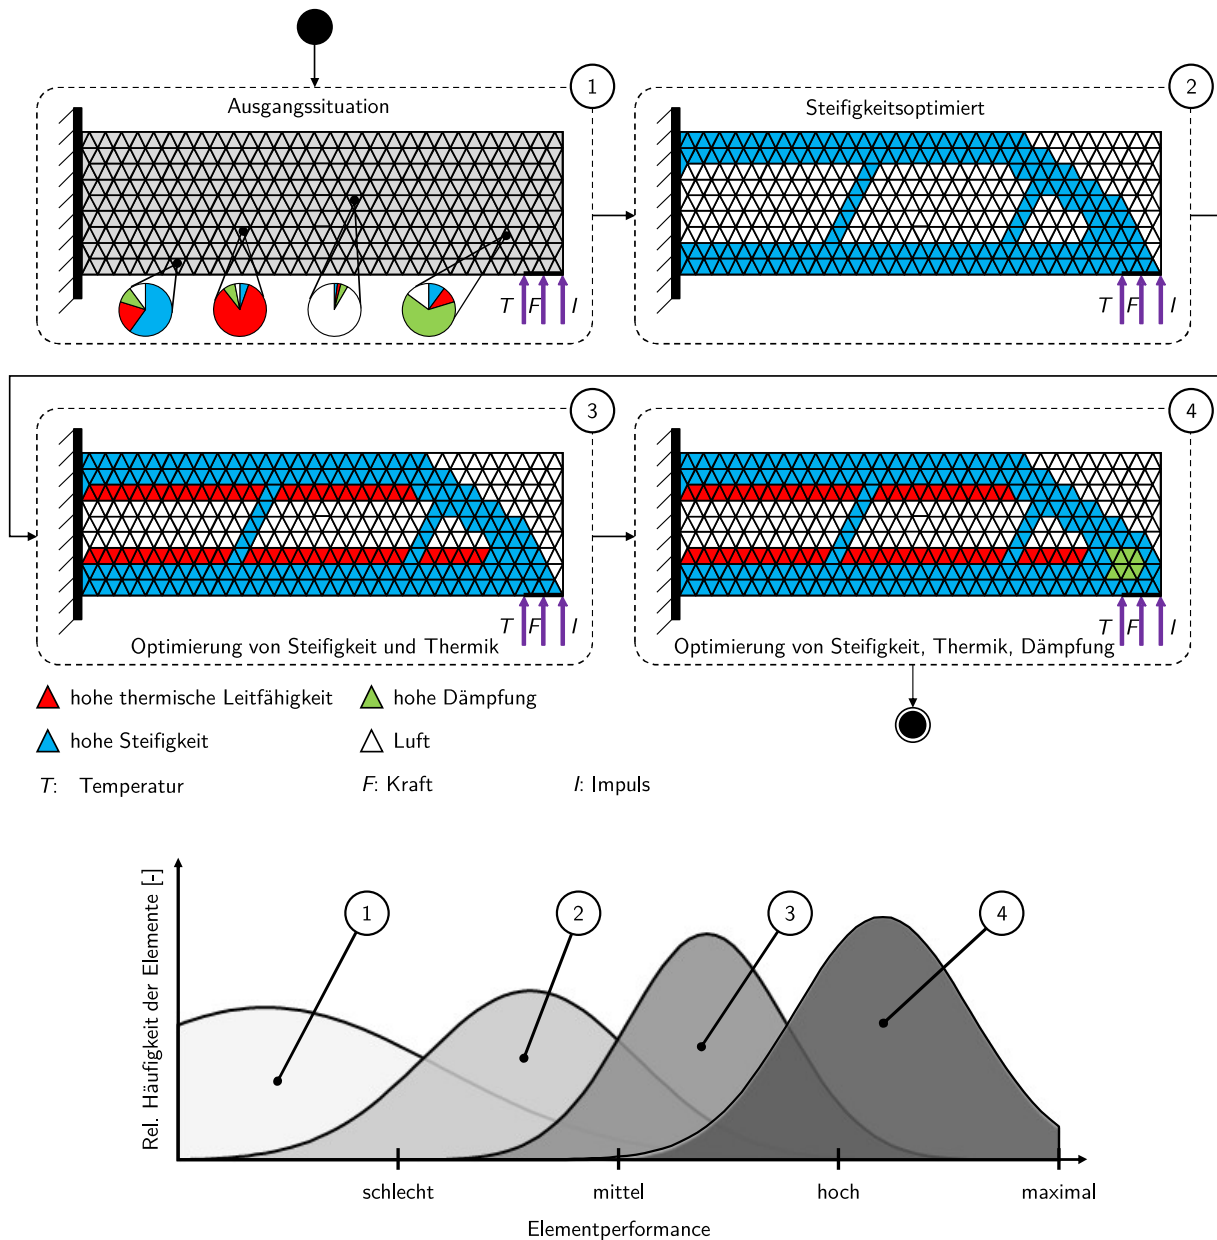 1
Ausgangssituation
T F I
2
Steifigkeitsoptimiert
T F I
3
T F I
Optimierung von Steifigkeit und Thermik
4
T F I
Optimierung von Steifigkeit, Thermik, Dämpfung
hohe thermische Leitfähigkeit
hohe Dämpfung
hohe Steifigkeit
Luft
T: Temperatur
F: Kraft
I: Impuls
Rel. Häufigkeit der Elemente [-]
1
2
3
4
schlecht
mittel
hoch
maximal
Elementperformance